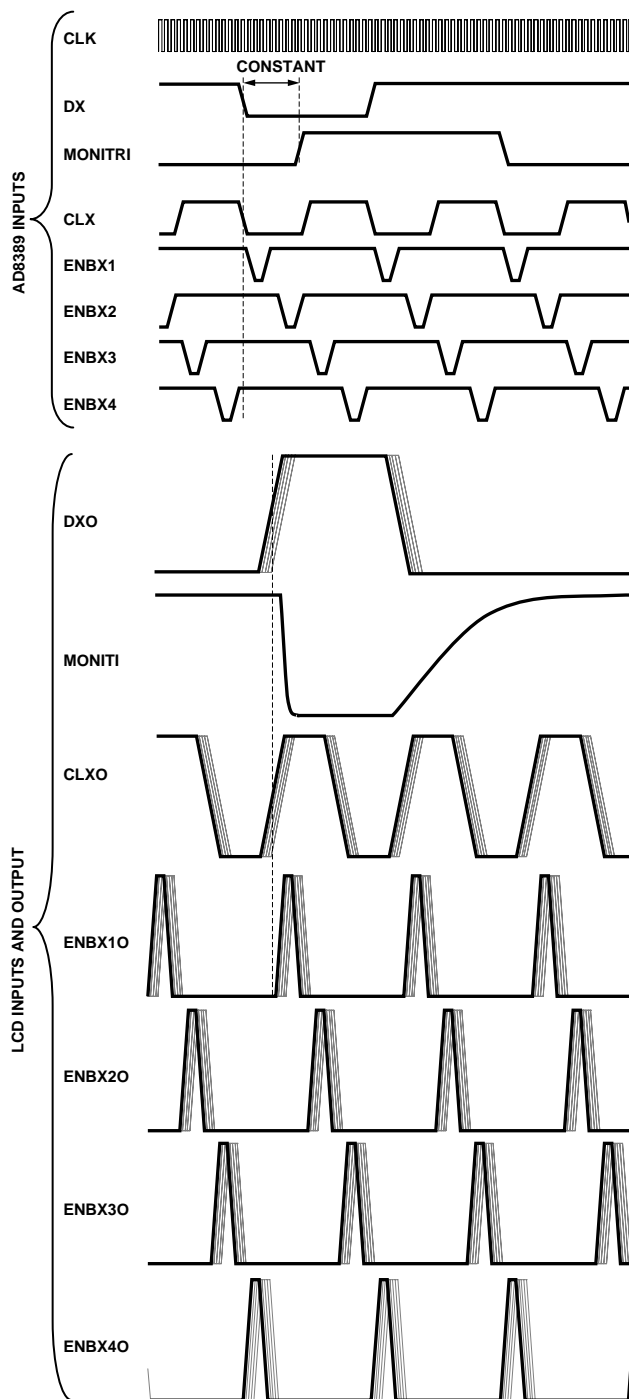 CLK
CONSTANT
DX
MONITRI
CLX
ENBX1
ENBX2
ENBX3
ENBX4
AD8389 INPUTS
DXO
MONITI
CLXO
ENBX1O
ENBX2O
ENBX3O
ENBX4O
LCD INPUTS AND OUTPUT